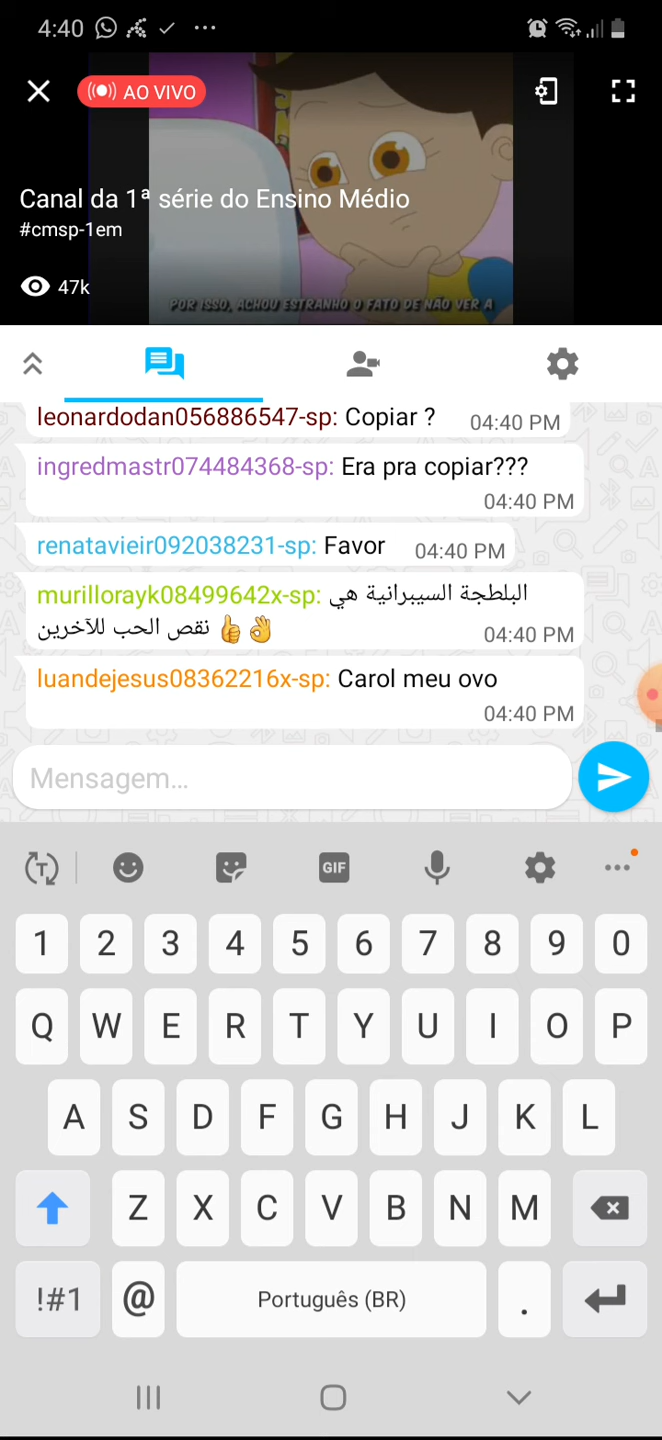 4:40
AO VIVO
Canal da 1ª série do Ensino Médio
#cmsp-1em
47k
POR ISSO, ACHOU ESTRANHO O FATO DE NÃO VER A
leonardodan056886547-sp: Copiar ? 04:40 PM
ingredmastr074484368-sp: Era pra copiar???
04:40 PM
renatavieir092038231-sp: Favor 04:40 PM
murillorayk08499642x-sp: البلطجة السيبرانية هي
نقص الحب للآخرين 👍👌 04:40 PM
luandejesus08362216x-sp: Carol meu ovo
04:40 PM
Mensagem...
T GIF
1 2 3 4 5 6 7 8 9 0
Q W E R T Y U I O P
A S D F G H J K L
Z X C V B N M
!#1 @ Português (BR) .